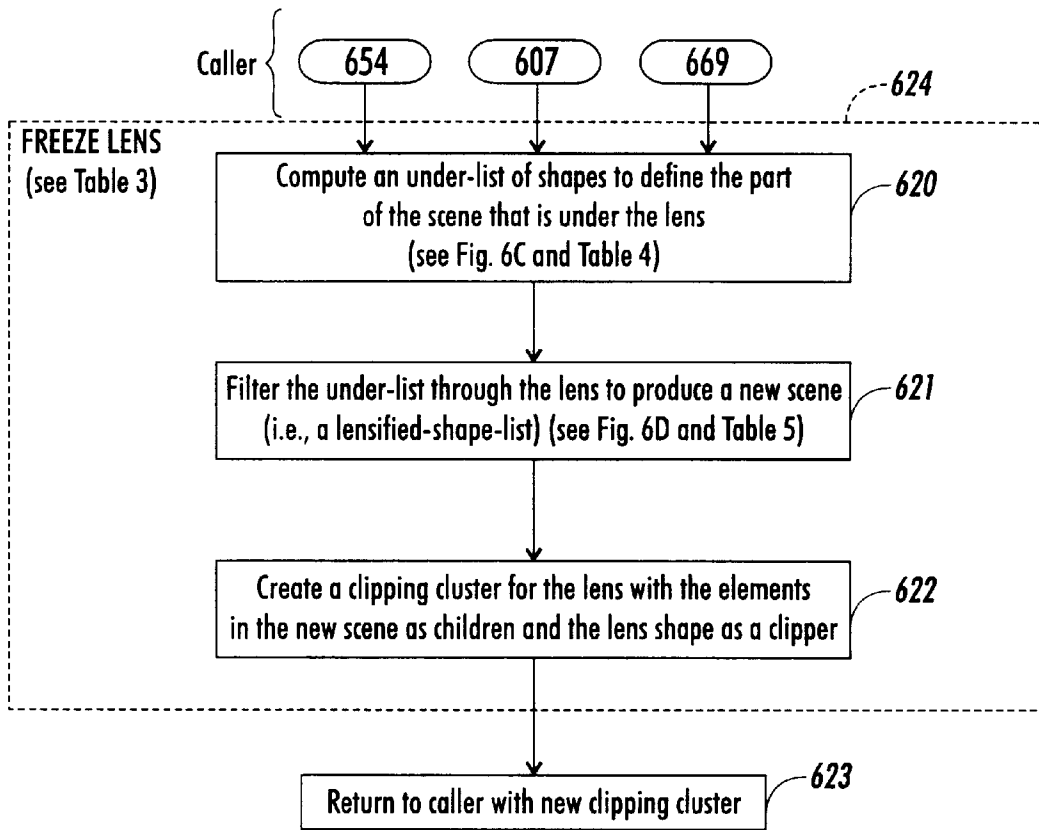 Caller
654
607
669
624
FREEZE LENS
(see Table 3)
Compute an under-list of shapes to define the part
of the scene that is under the lens
(see Fig. 6C and Table 4)
620
Filter the under-list through the lens to produce a new scene
(i.e., a lensified-shape-list) (see Fig. 6D and Table 5)
621
Create a clipping cluster for the lens with the elements
in the new scene as children and the lens shape as a clipper
622
Return to caller with new clipping cluster
623